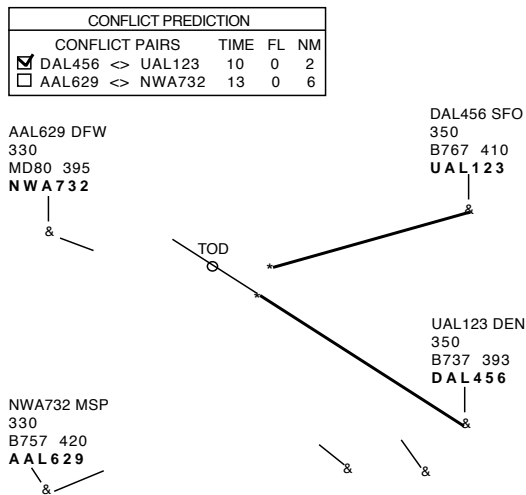 CONFLICT PREDICTION
CONFLICT PAIRS TIME FL NM
DAL456 <> UAL123 10 0 2
AAL629 <> NWA732 13 0 6
DAL456 SFO
350
B767 410
UAL123
&
AAL629 DFW
330
MD80 395
NWA732
&
TOD
*
*
UAL123 DEN
350
B737 393
DAL456
&
NWA732 MSP
330
B757 420
AAL629
&
&
&